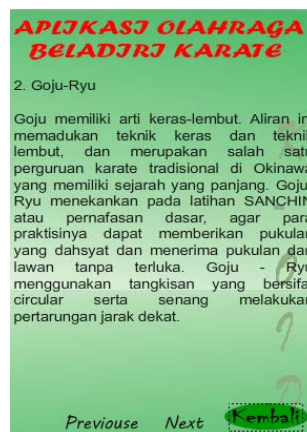 APLIKASI OLAHRAGA
BELADIRI KARATE
2. Goju-Ryu
Goju memiliki arti keras-lembut. Aliran in
memadukan teknik keras dan teknil
lembut, dan merupakan salah satu
perguruan karate tradisional di Okinawa
yang memiliki sejarah yang panjang. Goju
Ryu menekankan pada latihan SANCHIN
atau pernafasan dasar, agar para
praktisinya dapat memberikan pukulan
yang dahsyat dan menerima pukulan dari
lawan tanpa terluka. Goju - Ryu
menggunakan tangkisan yang bersifa
circular serta senang melakukan
pertarungan jarak dekat.
Previouse Next Kembali